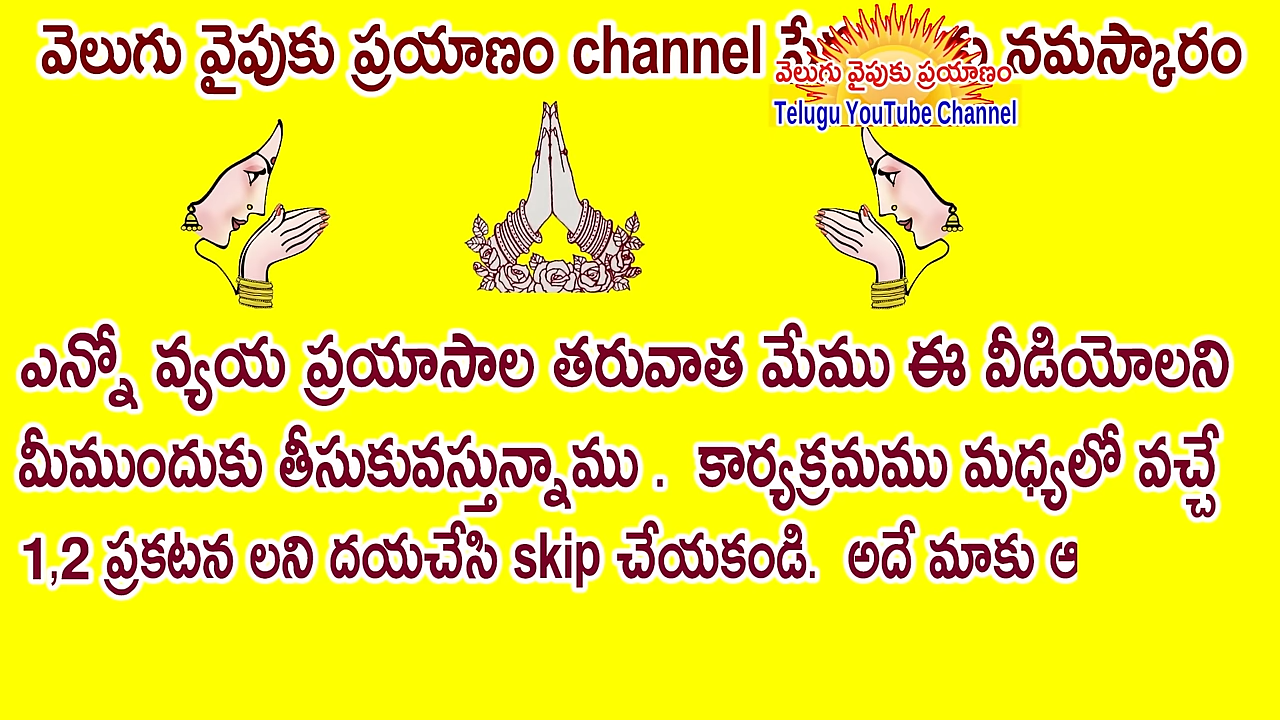 వెలుగు వైపుకు ప్రయాణం channel నమస్కారం
వెలుగు వైపుకు ప్రయాణం
Telugu YouTube Channel
ఎన్నో వ్యయ ప్రయాసాల తరువాత మేము ఈ వీడియోలని
మీముందుకు తీసుకువస్తున్నాము . కార్యక్రమము మధ్యలో వచ్చే
1,2 ప్రకటన లని దయచేసి skip చేయకండి. అదే మాకు ఆ